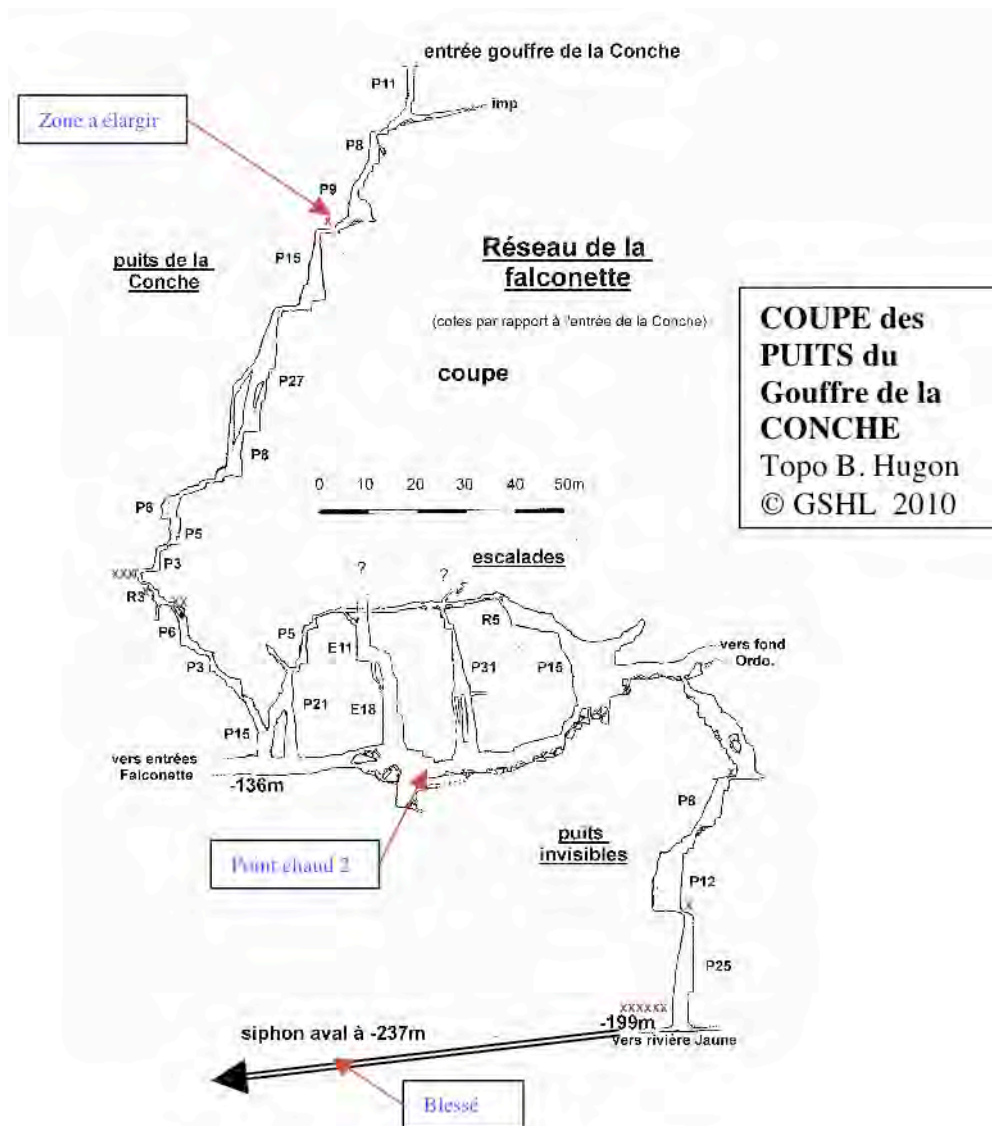 entrée gouffre de la Conche
P11
imp
Zone a élargir
P8
P9
x
puits de la
Conche
P15
Réseau de la
falconette
(cotes par rapport à l'entrée de la Conche)
coupe
COUPE des
PUITS du
Gouffre de la
CONCHE
Topo B. Hugon
© GSHL 2010
P27
P8
0 10 20 30 40 50m
P6
P5
P3
xxx
escalades
? ?
R3
xx
P6
P3
P5
E11
R5
P31
P15
vers fond
Ordo.
P21
E18
P15
vers entrées
Falconette
-136m
Point chaud 2
puits
invisibles
P8
P12
x
P25
xxxxxx
-199m
vers rivière Jaune
siphon aval à -237m
Blessé